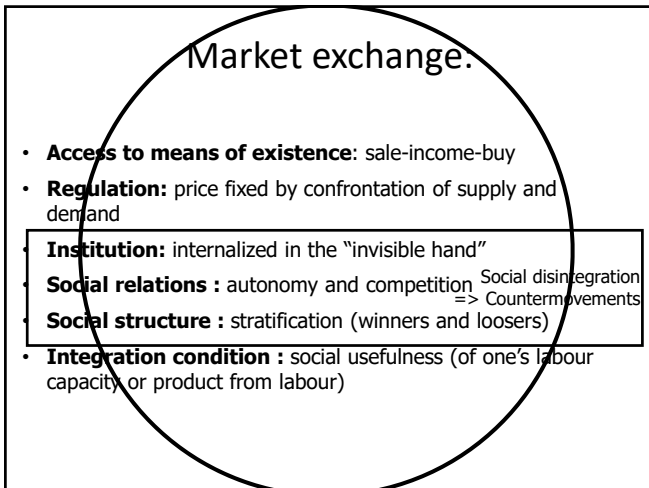 Market exchange:
• Access to means of existence: sale-income-buy
• Regulation: price fixed by confrontation of supply and
demand
• Institution: internalized in the “invisible hand”
• Social relations : autonomy and competition
Social disintegration
=> Countermovements
• Social structure : stratification (winners and loosers)
• Integration condition : social usefulness (of one’s labour
capacity or product from labour)